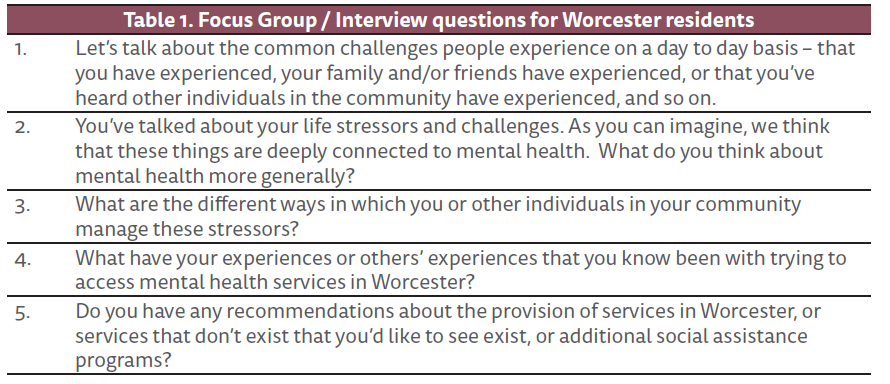 Table 1. Focus Group / Interview questions for Worcester residents
1. Let's talk about the common challenges people experience on a day to day basis – that
you have experienced, your family and/or friends have experienced, or that you've
heard other individuals in the community have experienced, and so on.
2. You've talked about your life stressors and challenges. As you can imagine, we think
that these things are deeply connected to mental health.  What do you think about
mental health more generally?
3. What are the different ways in which you or other individuals in your community
manage these stressors?
4. What have your experiences or others' experiences that you know been with trying to
access mental health services in Worcester?
5. Do you have any recommendations about the provision of services in Worcester, or
services that don't exist that you'd like to see exist, or additional social assistance
programs?